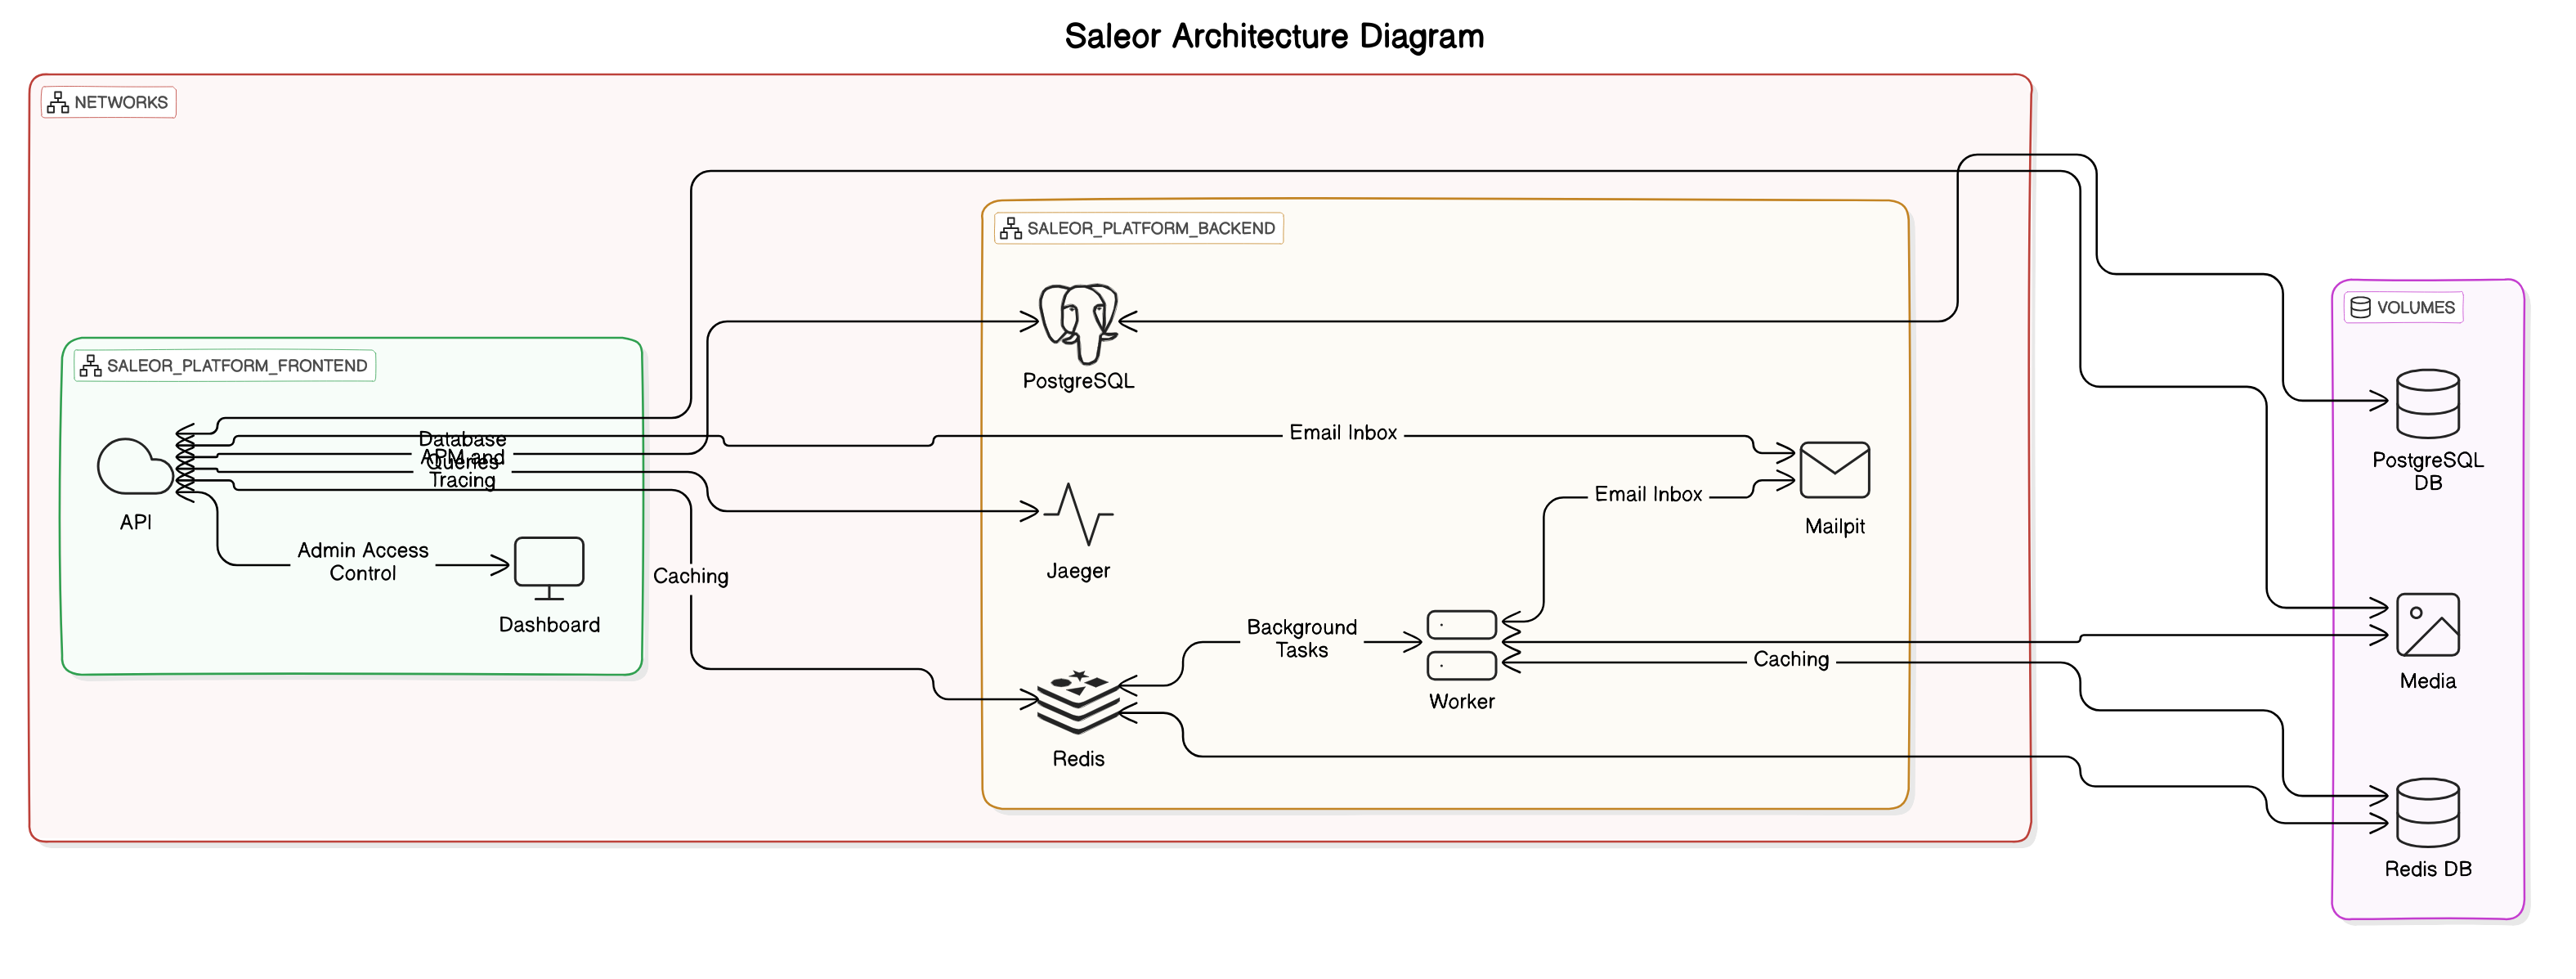 Saleor Architecture Diagram
NETWORKS
SALEOR_PLATFORM_BACKEND
VOLUMES
SALEOR_PLATFORM_FRONTEND
PostgreSQL
Email Inbox
Database
Queries
APM and
Tracing
PostgreSQL
DB
Email Inbox
API
Mailpit
Admin Access
Control
Jaeger
Caching
Dashboard
Background
Tasks
Caching
Media
Worker
Redis
Redis DB